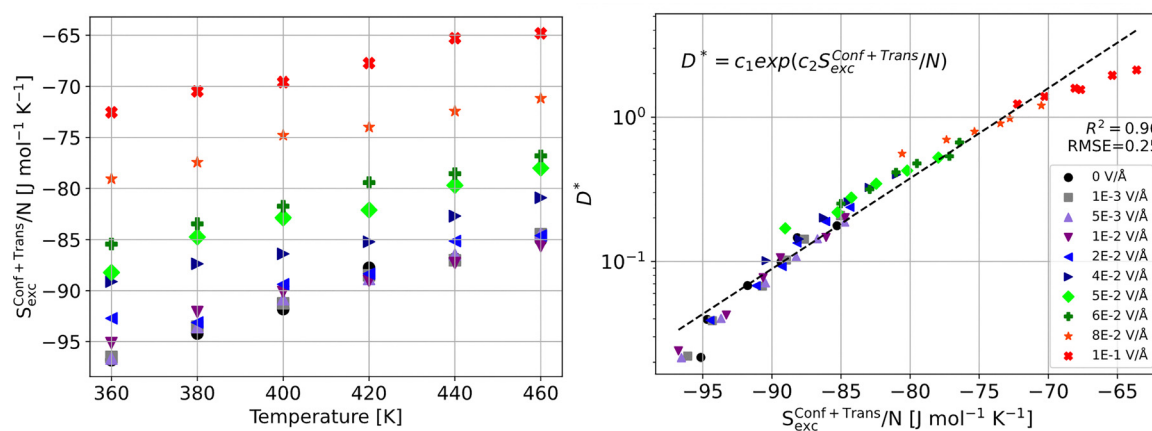 −65
−70
−75
−80
−85
−90
−95
S_exc^Conf+Trans/N [J mol⁻¹ K⁻¹]
360 380 400 420 440 460
Temperature [K]
D* = c₁exp(c₂S_exc^Conf+Trans/N)
10⁰
10⁻¹
D*
R² = 0.96
RMSE=0.25
0 V/Å
1E-3 V/Å
5E-3 V/Å
1E-2 V/Å
2E-2 V/Å
4E-2 V/Å
5E-2 V/Å
6E-2 V/Å
8E-2 V/Å
1E-1 V/Å
−95 −90 −85 −80 −75 −70 −65
S_exc^Conf+Trans/N [J mol⁻¹ K⁻¹]